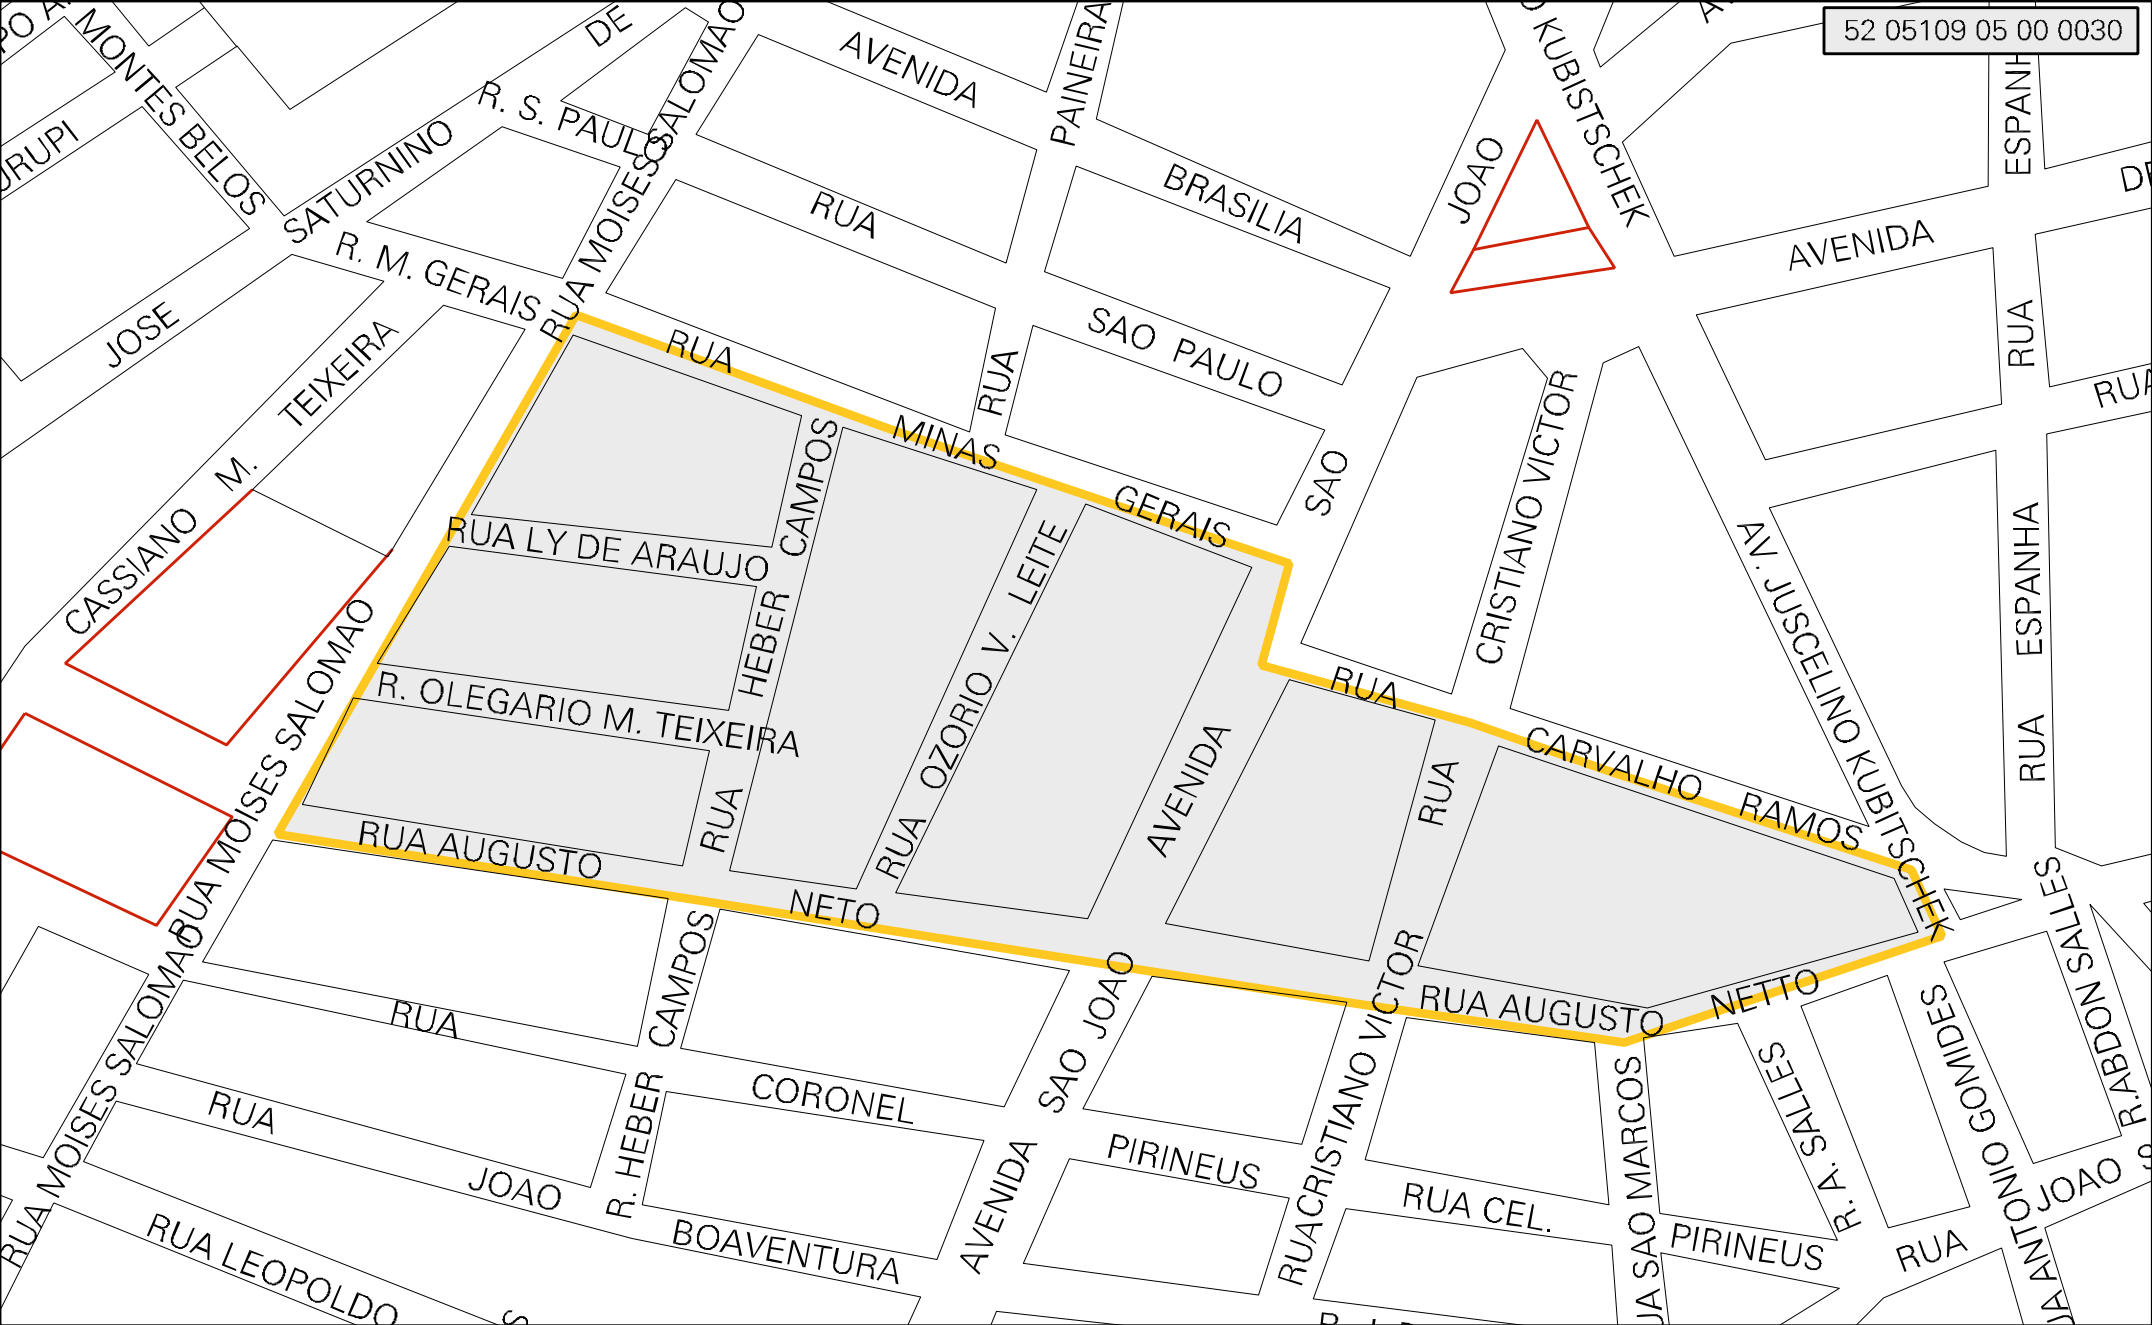 52 05109 05 00 0030
MONTES BELOS
DE
R. S. PAULO
RUA MOISES SALOMAO
AVENIDA
PAINEIRA
BRASILIA
JOAO
KUBISTSCHEK
ESPANH
AVENIDA
SATURNINO
JOSE
R. M. GERAIS
RUA
SAO PAULO
RUA
RUA
RUA
TEIXEIRA
M.
CASSIANO
RUA
MINAS
GERAIS
SAO
CRISTIANO VICTOR
AV. JUSCELINO KUBITSCHEK
ESPANHA
RUA
RUA LY DE ARAUJO
CAMPOS
HEBER
RUA
R. OLEGARIO M. TEIXEIRA
RUA OZORIO V. LEITE
AVENIDA
RUA
RUA
CARVALHO
RAMOS
RUA MOISES SALOMAO
RUA AUGUSTO
NETO
RUA AUGUSTO
NETTO
RUA MOISES SALOMAO
RUA
CORONEL
PIRINEUS
RUA CEL.
PIRINEUS
CAMPOS
R. HEBER
SAO JOAO
AVENIDA
RUACRISTIANO VICTOR
SAO MARCOS
R. A. SALLES
ANTONIO GOMIDES
R.ABDON SALLES
RUA
JOAO
BOAVENTURA
RUA
JOAO
RUA LEOPOLDO